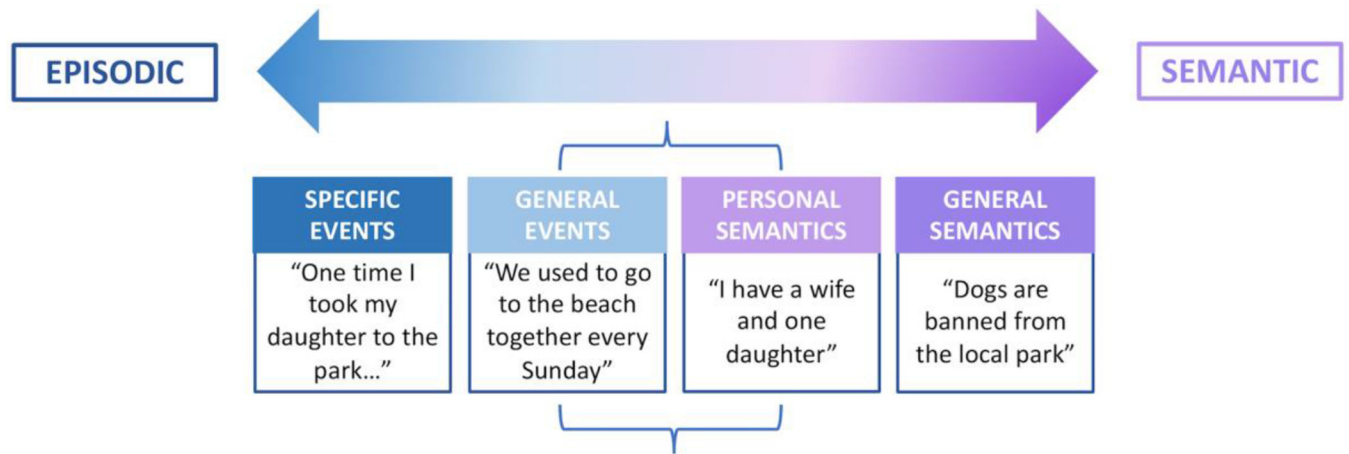 EPISODIC
SEMANTIC
SPECIFIC
EVENTS
“One time I
took my
daughter to the
park...”
GENERAL
EVENTS
“We used to go
to the beach
together every
Sunday”
PERSONAL
SEMANTICS
“I have a wife
and one
daughter”
GENERAL
SEMANTICS
“Dogs are
banned from
the local park”